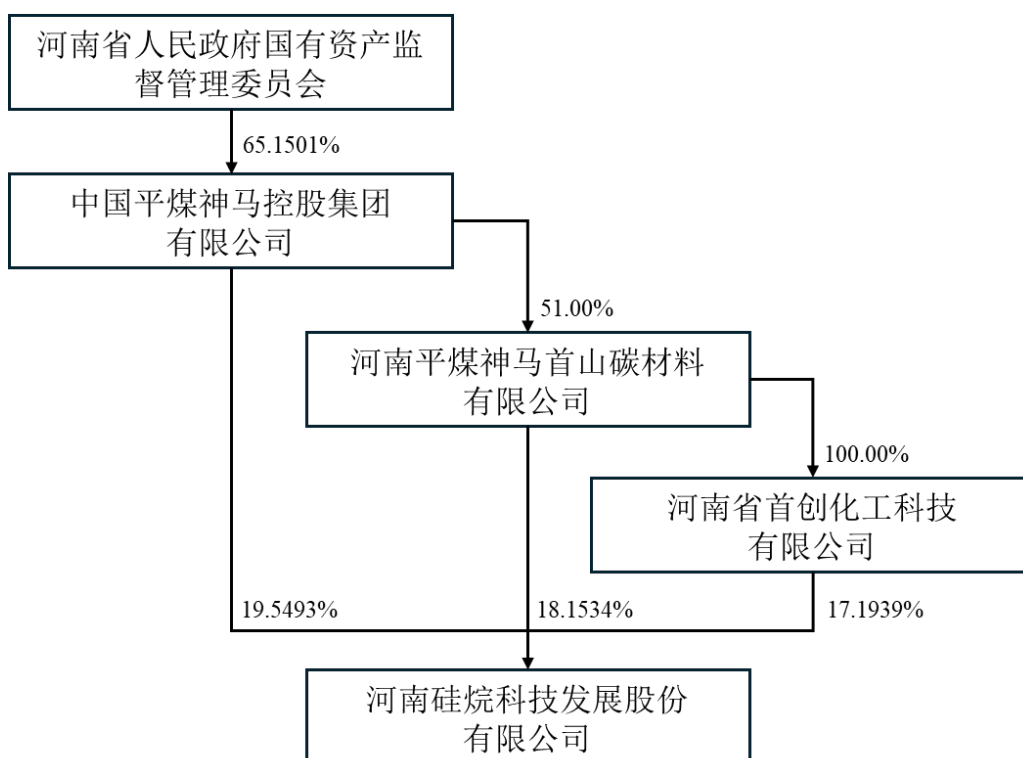 河南省人民政府国有资产监
督管理委员会
65.1501%
中国平煤神马控股集团
有限公司
51.00%
河南平煤神马首山碳材料
有限公司
100.00%
河南省首创化工科技
有限公司
19.5493%
18.1534%
17.1939%
河南硅烷科技发展股份
有限公司